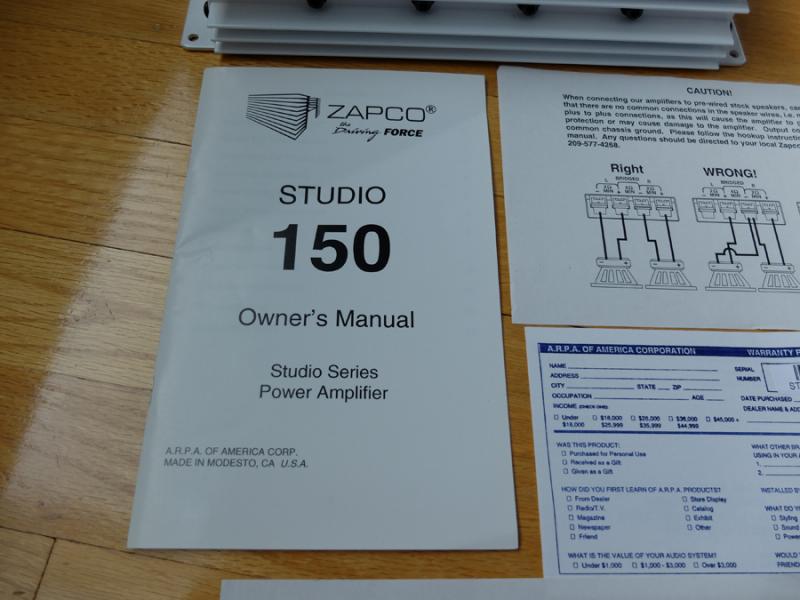 ZAPCO®
the Driving FORCE
STUDIO
150
Owner's Manual
Studio Series
Power Amplifier
A.R.P.A. OF AMERICA CORP.
MADE IN MODESTO, CA U.S.A.
CAUTION!
When connecting our amplifiers to pre-wired stock speakers,
that there are no common connections in the speaker wires, i.e.
plus to plus connections, as this will cause the amplifier to
protection or may cause damage to the amplifier. Output
common chassis ground. Please follow the hookup
manual. Any questions should be directed to your local
209-577-4268.
Right
WRONG!
L BRIDGED R
L BRIDGED R
A.R.P.A. OF AMERICA CORPORATION
WARRANTY
NAME
ADDRESS
CITY STATE ZIP
OCCUPATION AGE
INCOME (CHECK ONE)
Under $18,000 $18,000 $25,999 $26,000 $35,999 $36,000 $44,999 $45,000 +
SERIAL
NUMBER
DATE PURCHASED
DEALER NAME &
WAS THIS PRODUCT:
Purchased for Personal Use
Received as a Gift
Given as a Gift
HOW DID YOU FIRST LEARN OF A.R.P.A. PRODUCTS?
From Dealer Store Display
Radio/T.V. Catalog
Magazine Exhibit
Newspaper Other
Friend
WHAT IS THE VALUE OF YOUR AUDIO SYSTEM?
Under $1,000 $1,000 - $3,000 Over $3,000
WHAT OTHER
USING IN YOUR
1.
2.
INSTALLED
WHAT DO
Styling
Sound
Power
WOULD